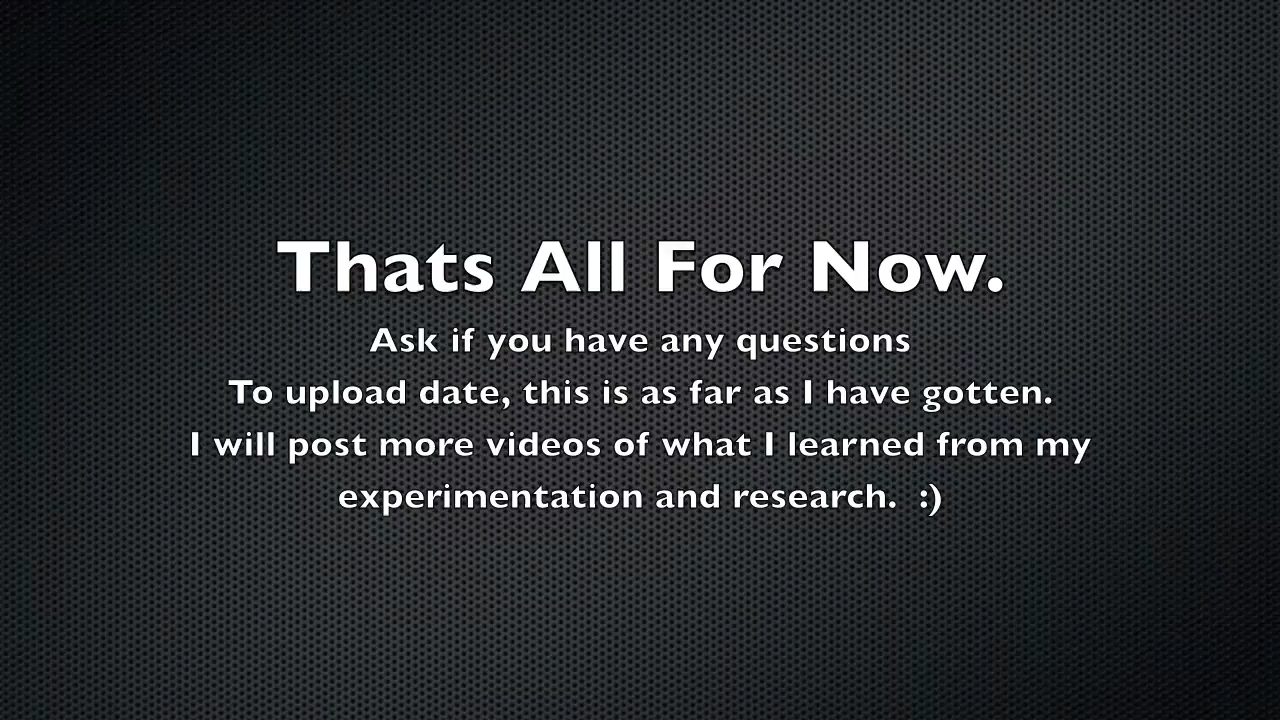 Thats All For Now.
Ask if you have any questions
To upload date, this is as far as I have gotten.
I will post more videos of what I learned from my
experimentation and research.  :)